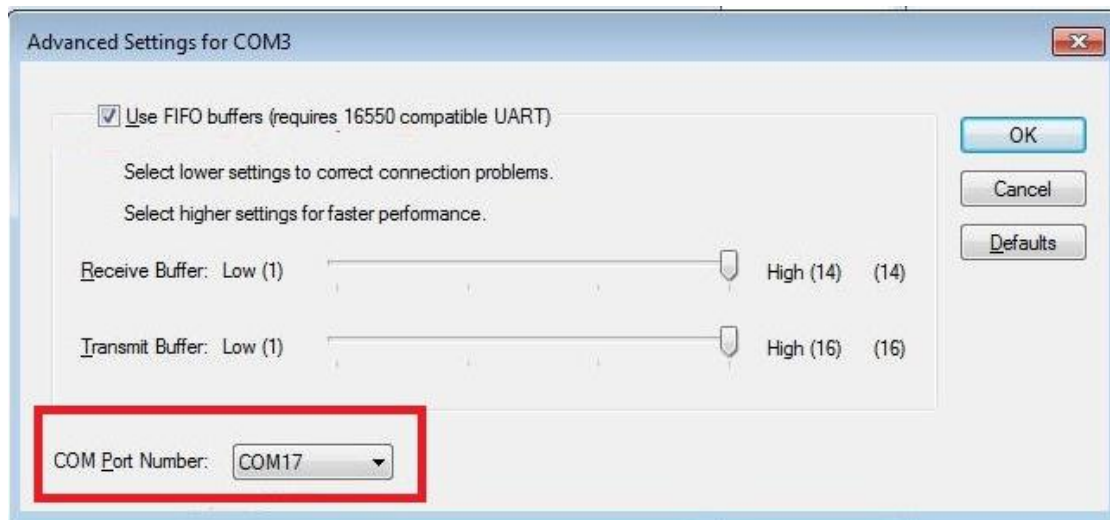 Advanced Settings for COM3
Use FIFO buffers (requires 16550 compatible UART)
OK
Select lower settings to correct connection problems.
Cancel
Select higher settings for faster performance.
Defaults
Receive Buffer: Low (1) High (14) (14)
Transmit Buffer: Low (1) High (16) (16)
COM Port Number: COM17